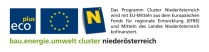 plus
eco
N
Das Programm Cluster Niederösterreich
wird mit EU-Mitteln aus dem Europäischen
Fonds für regionale Entwicklung (EFRE)
und Mitteln des Landes Niederösterreich
kofinanziert.
bau.energie.umwelt cluster niederösterreich